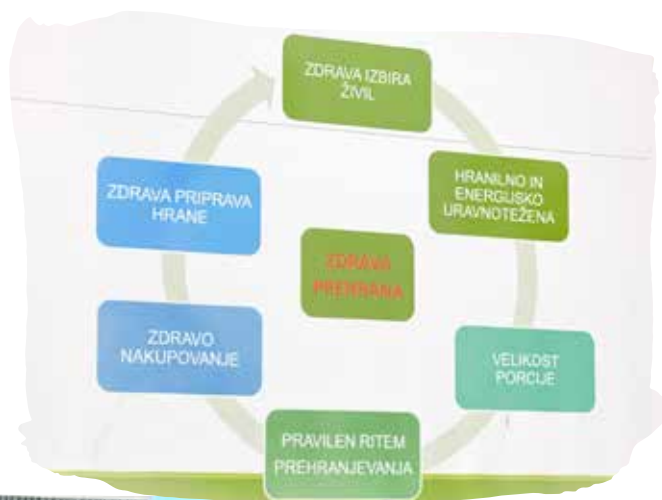 ZDRAVA IZBIRA
ŽIVIL
HRANILNO IN
ENERGIJSKO
URAVNOTEŽENA
VELIKOST
PORCIJE
PRAVILEN RITEM
PREHRANJEVANJA
ZDRAVO
NAKUPOVANJE
ZDRAVA PRIPRAVA
HRANE
ZDRAVA
PREHRANA